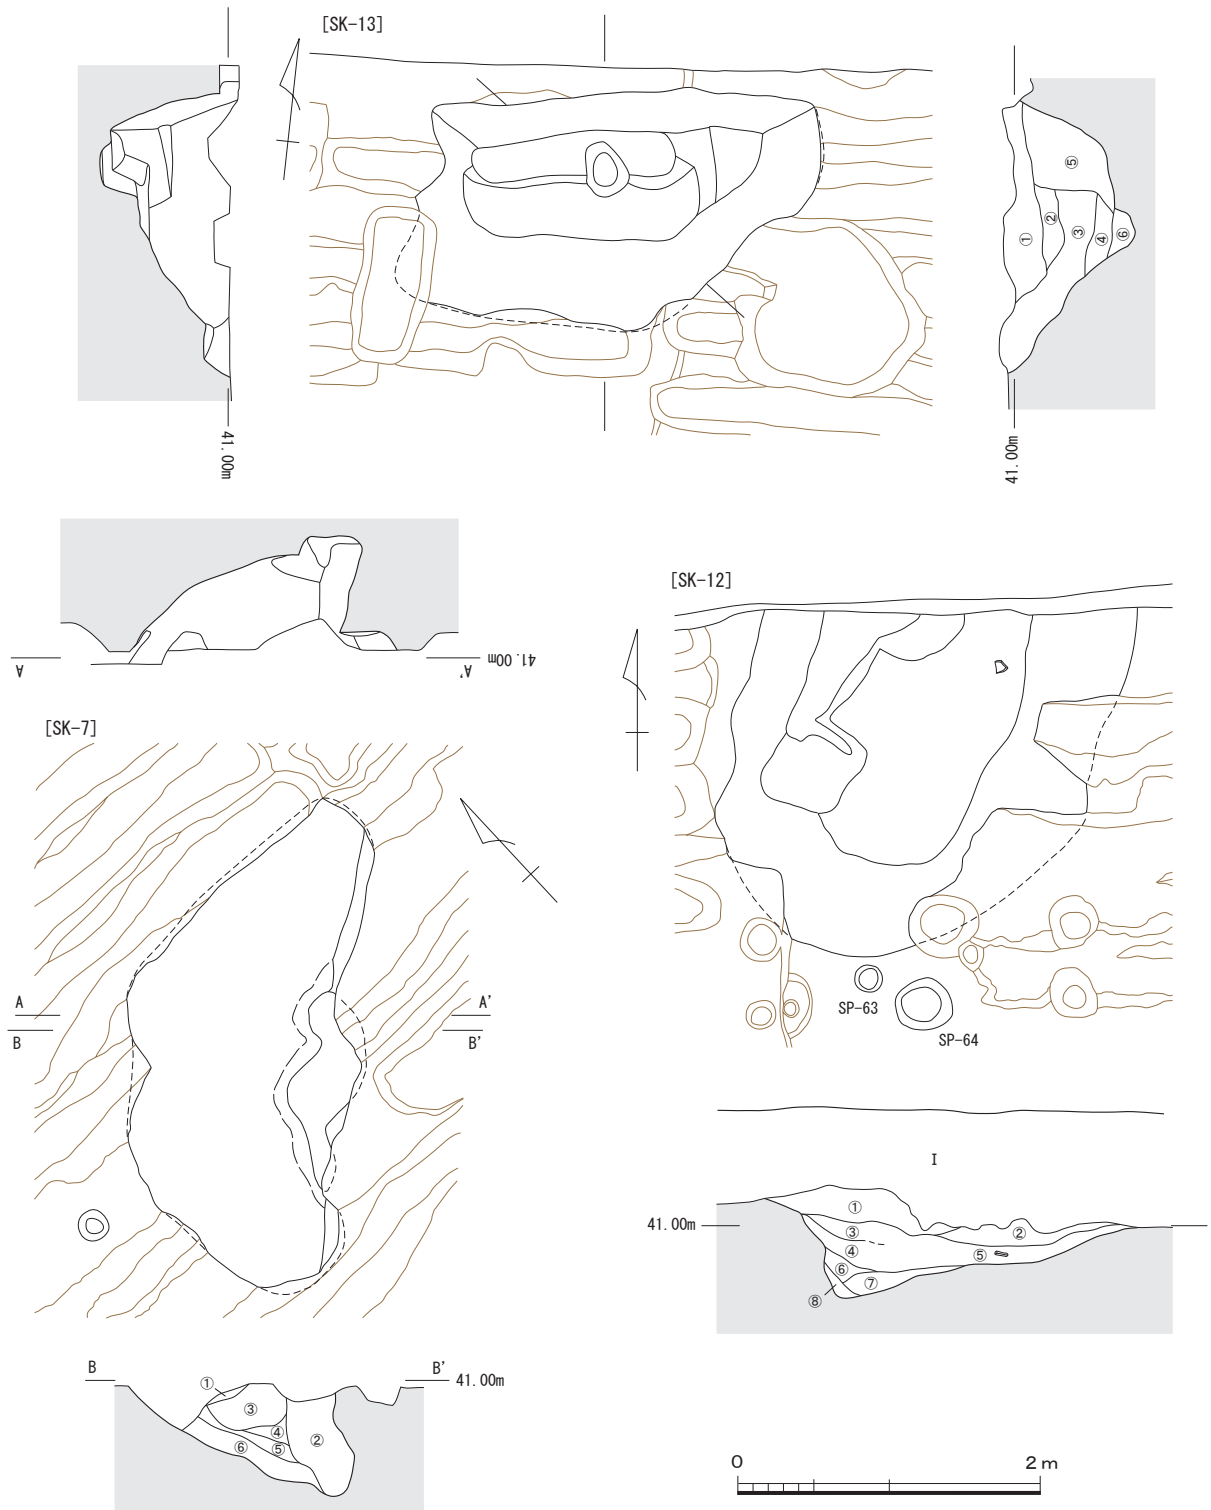 [SK-13]
41.00m
⑤
②
①
③
④
⑥
41.00m
A
A'
41.00m
[SK-7]
A
A'
B
B'
[SK-12]
SP-63
SP-64
I
41.00m
①
②
③
④
⑤
⑥
⑦
⑧
B
B'
41.00m
①
③
④
②
⑤
⑥
0
2 m